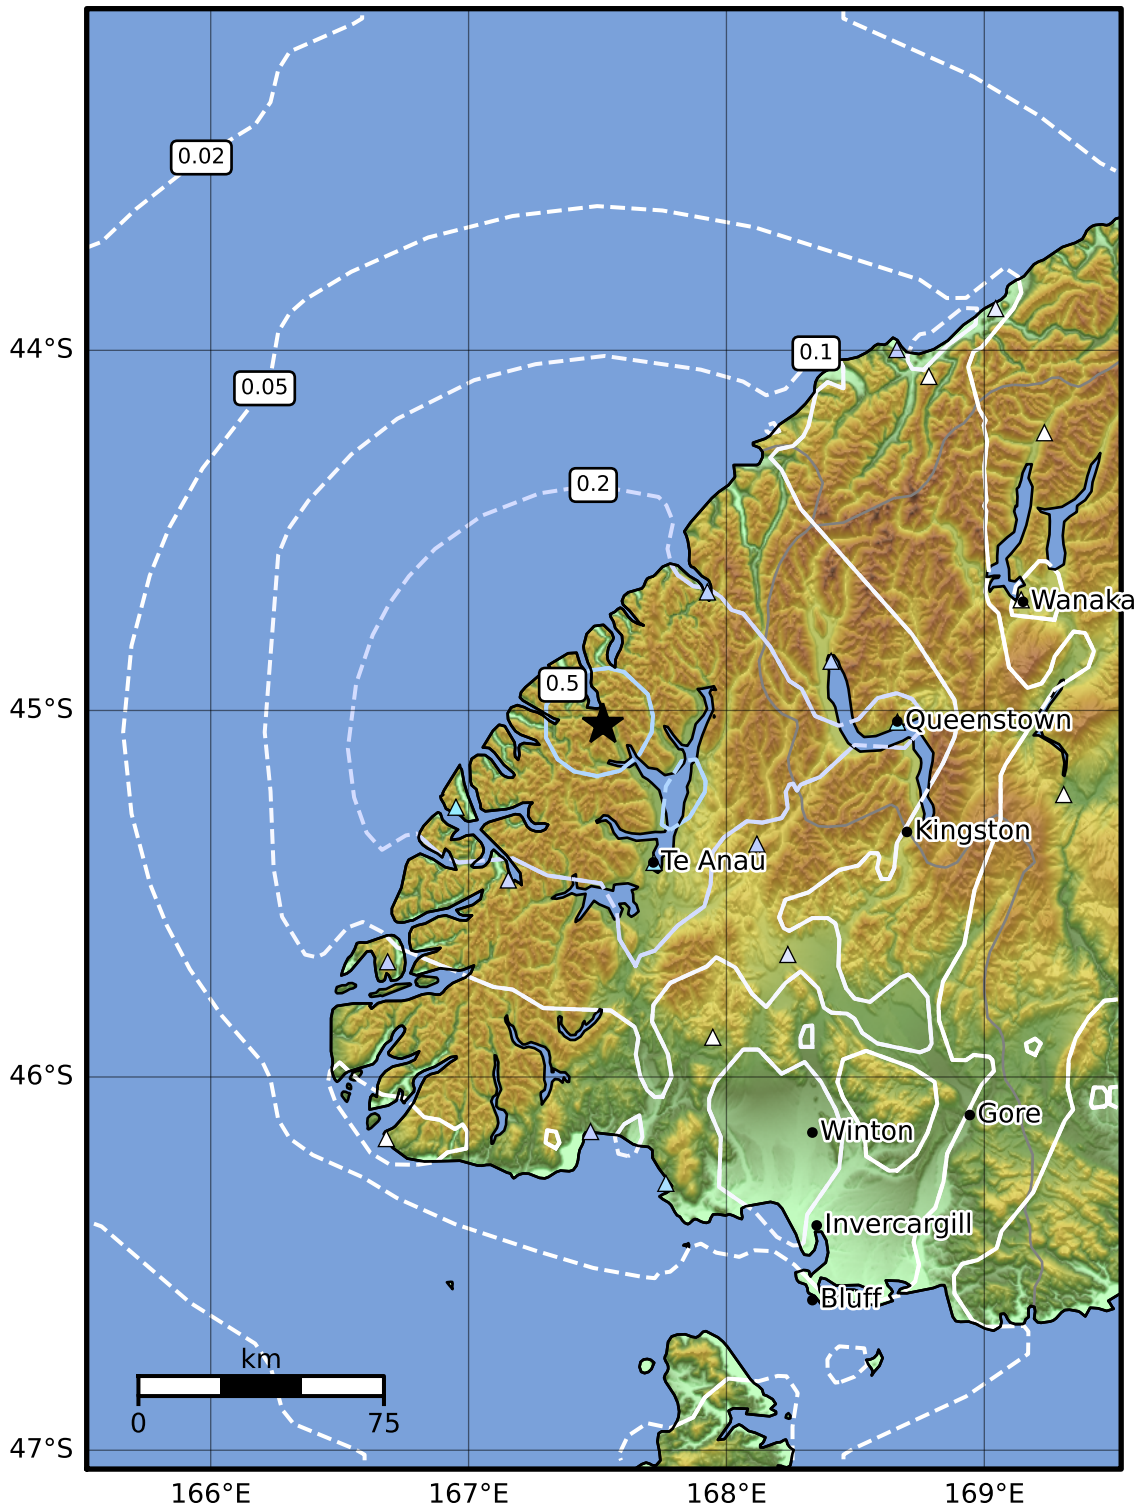 0.02
44°S
0.1
0.05
0.2
Wanaka
0.5
45°S
Queenstown
Kingston
Te Anau
46°S
Gore
Winton
Invercargill
Bluff
km
0 75
47°S
166°E 167°E 168°E 169°E